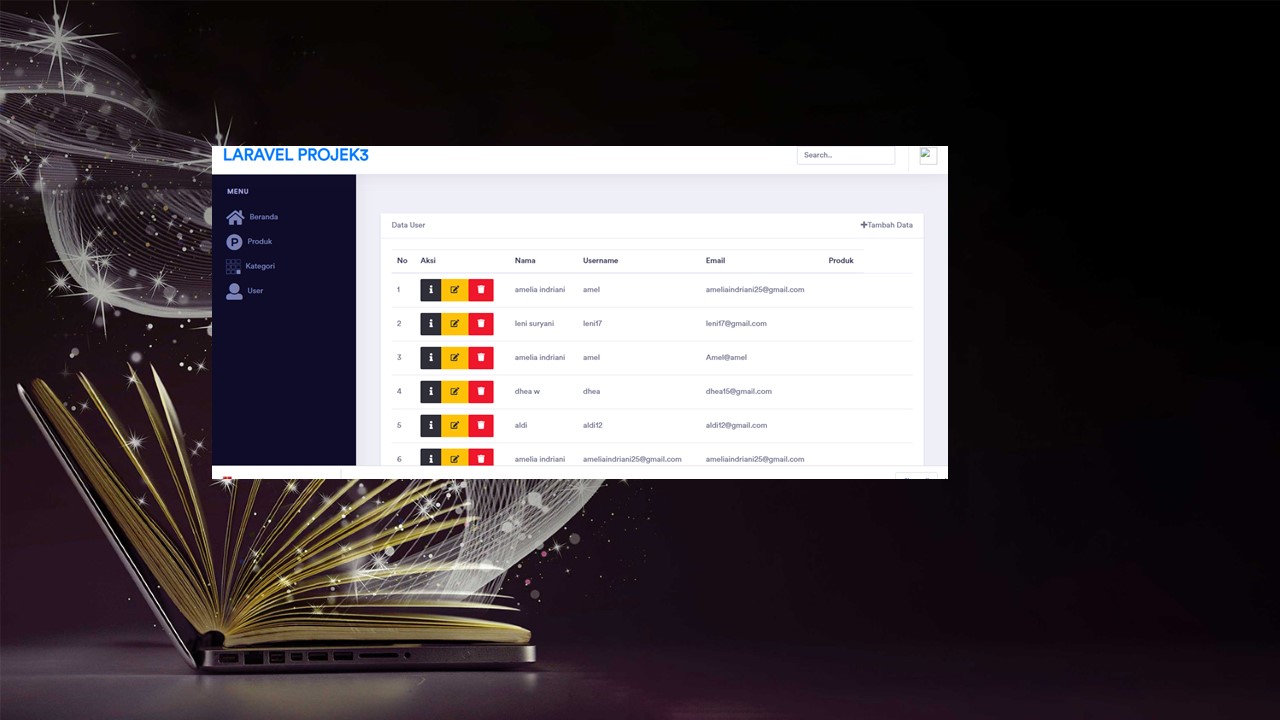 LARAVEL PROJEK3
Search..
MENU
Beranda
Produk
Kategori
User
Data User
Tambah Data
No Aksi Nama Username Email Produk
1 amelia indriani amel ameliaindriani25@gmail.com
2 leni suryani leni17 leni17@gmail.com
3 amelia indriani amel Amel@amel
4 dhea w dhea dhea15@gmail.com
5 aldi aldi12 aldi12@gmail.com
6 amelia indriani ameliaindriani25@gmail.com ameliaindriani25@gmail.com